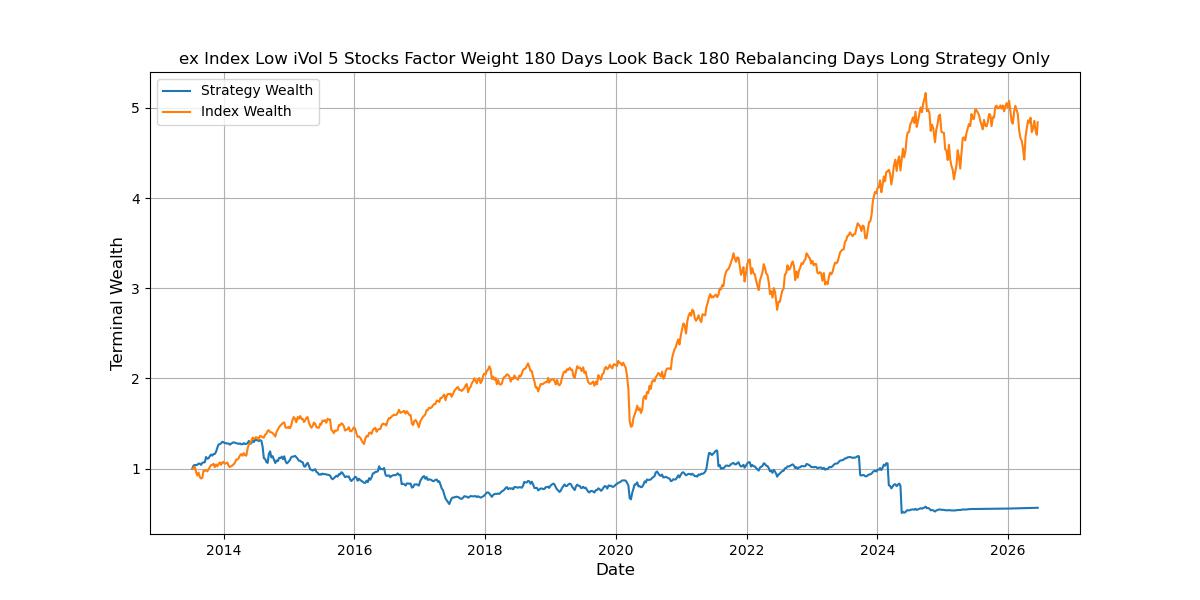 ex Index Low iVol 5 Stocks Factor Weight 180 Days Look Back 180 Rebalancing Days Long Strategy Only
Strategy Wealth
Index Wealth
Terminal Wealth
5
4
3
2
1
2014 2016 2018 2020 2022 2024 2026
Date